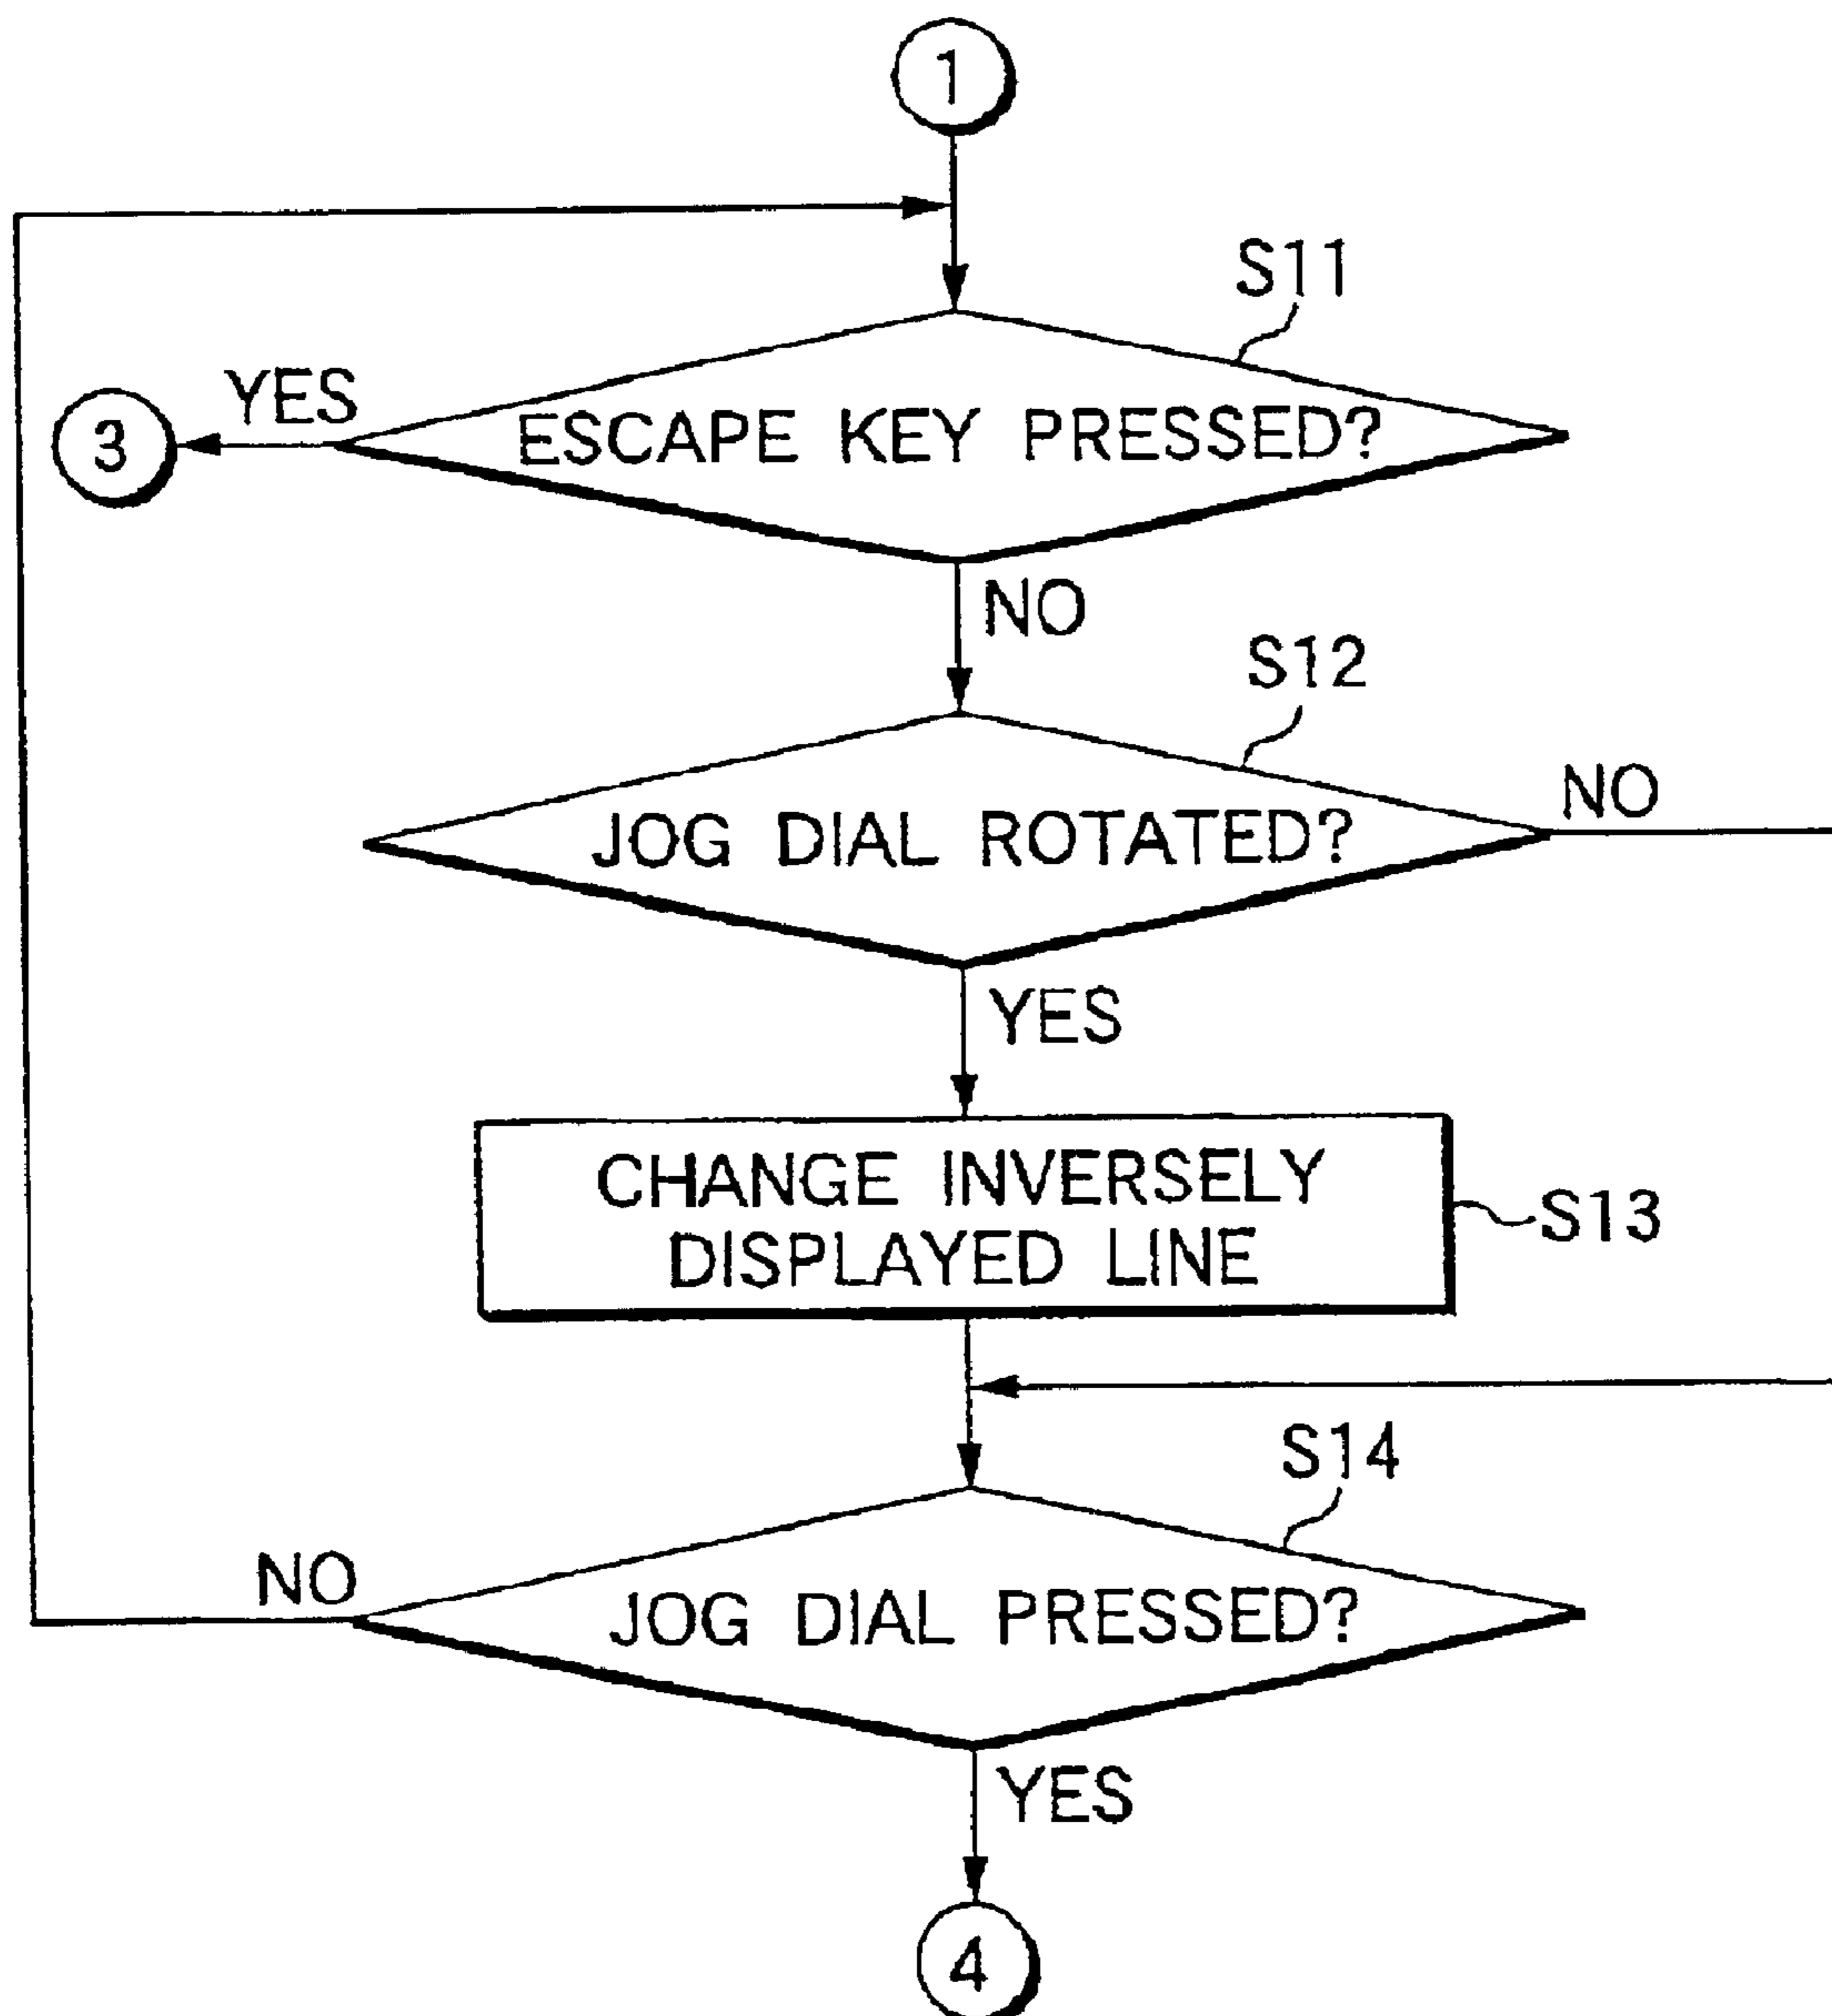 1
S11
YES
3
ESCAPE KEY PRESSED?
NO
S12
NO
JOG DIAL ROTATED?
YES
CHANGE INVERSELY
DISPLAYED LINE
S13
S14
NO
JOG DIAL PRESSED?
YES
4